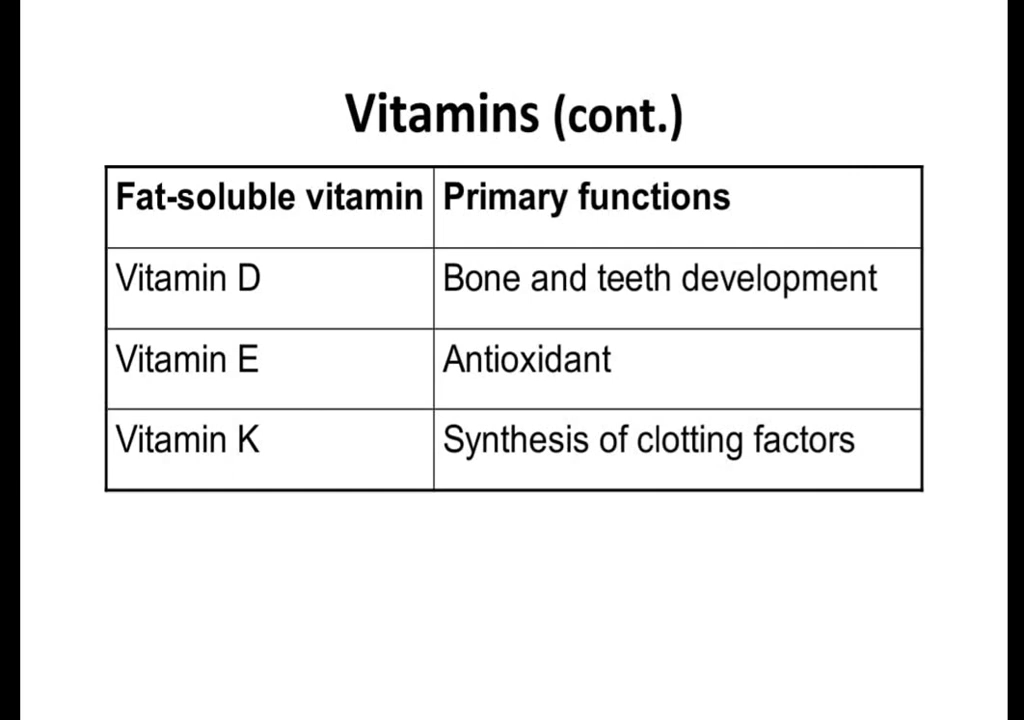 Vitamins (cont.)
Fat-soluble vitamin Primary functions
Vitamin D Bone and teeth development
Vitamin E Antioxidant
Vitamin K Synthesis of clotting factors